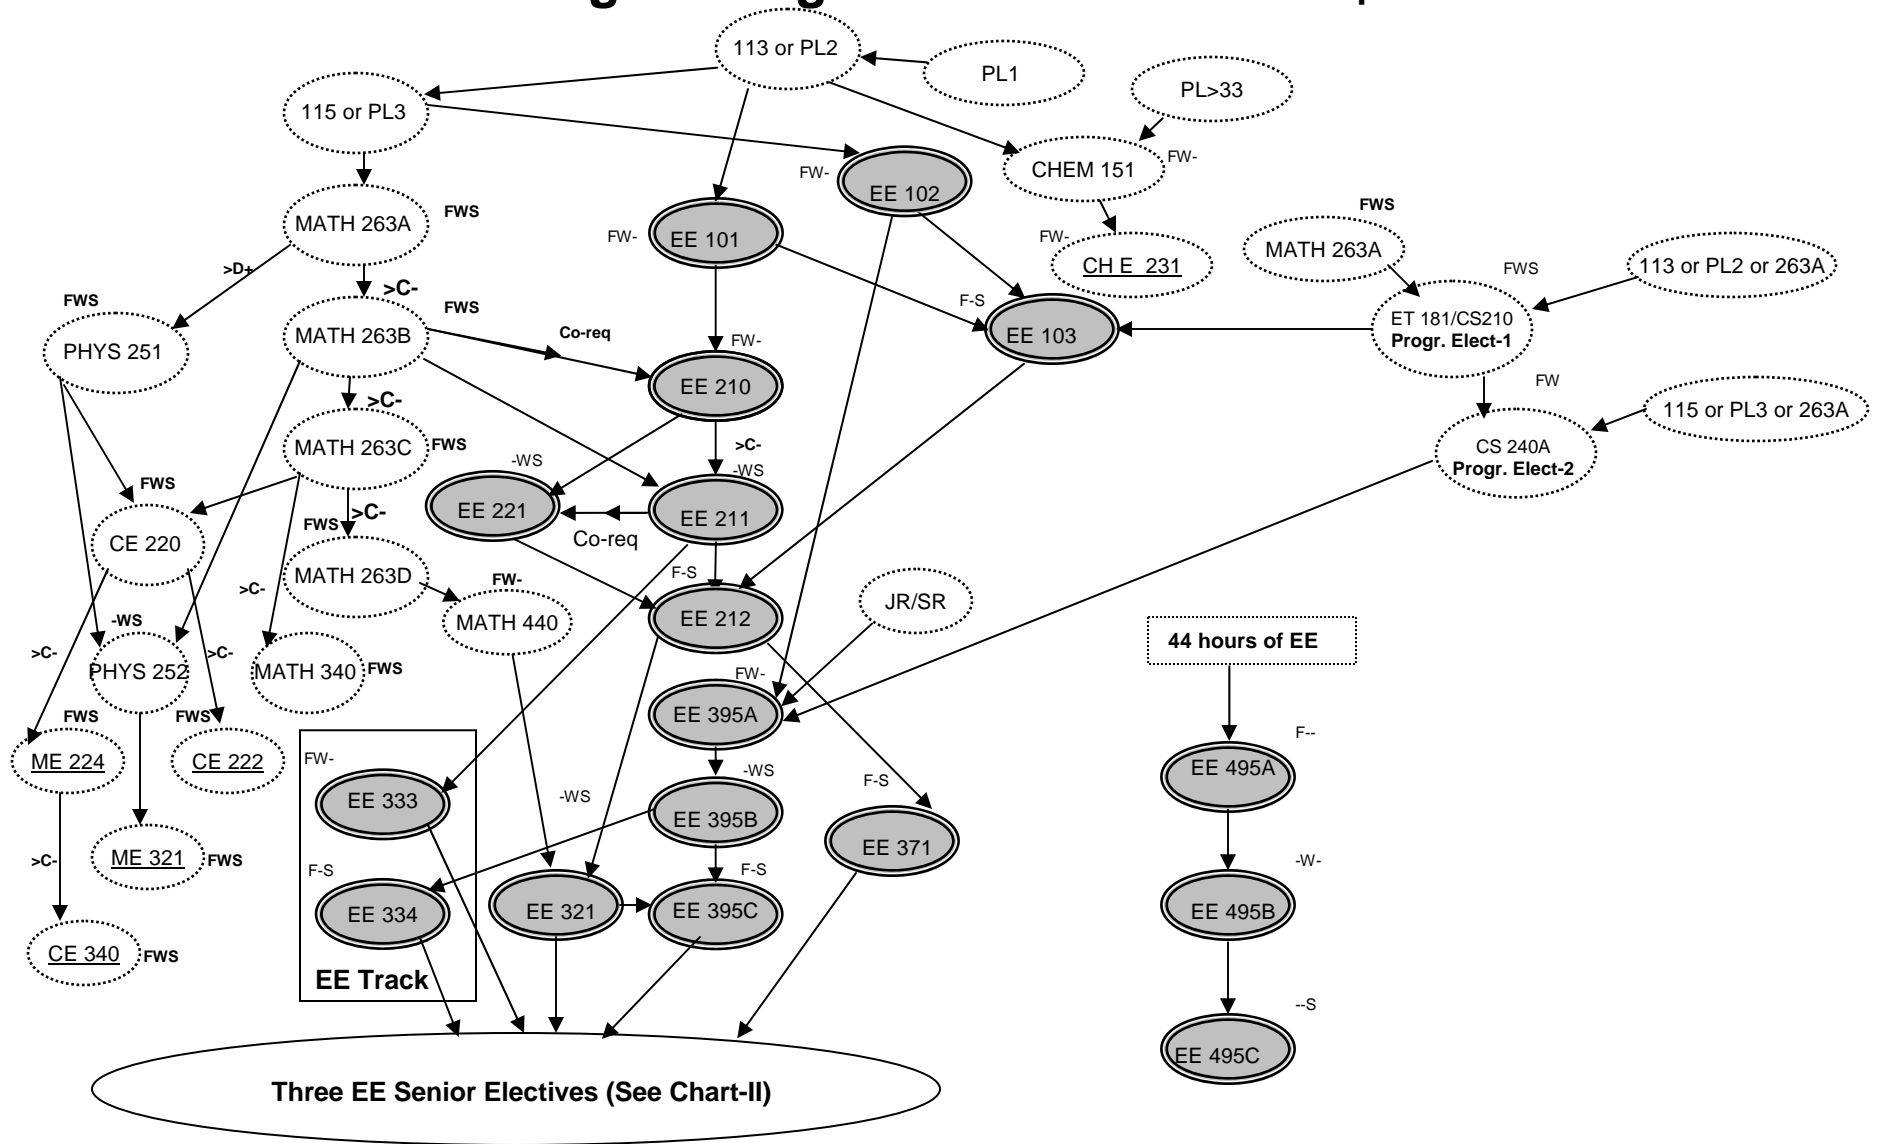 113 or PL2
PL1
PL>33
115 or PL3
FW-
CHEM 151
FW-
EE 102
MATH 263A
FWS
FW-
EE 101
FW-
CH E 231
FWS
MATH 263A
FWS
113 or PL2 or 263A
>D+
>C-
FWS
FWS
MATH 263B
Co-req
PHYS 251
F-S
EE 103
ET 181/CS210
Progr. Elect-1
FW-
EE 210
FW
>C-
115 or PL3 or 263A
MATH 263C
FWS
>C-
-WS
-WS
CS 240A
Progr. Elect-2
FWS
EE 221
EE 211
Co-req
>C-
FWS
CE 220
MATH 263D
>C-
FW-
F-S
MATH 440
EE 212
JR/SR
-WS
44 hours of EE
>C-
PHYS 252
>C-
MATH 340
FWS
FW-
EE 395A
FWS
FWS
ME 224
CE 222
F--
EE 495A
FW-
EE 333
-WS
-WS
EE 395B
F-S
EE 371
>C-
ME 321
FWS
-W-
EE 495B
F-S
EE 334
EE 321
F-S
EE 395C
CE 340
FWS
EE Track
--S
EE 495C
Three EE Senior Electives (See Chart-II)